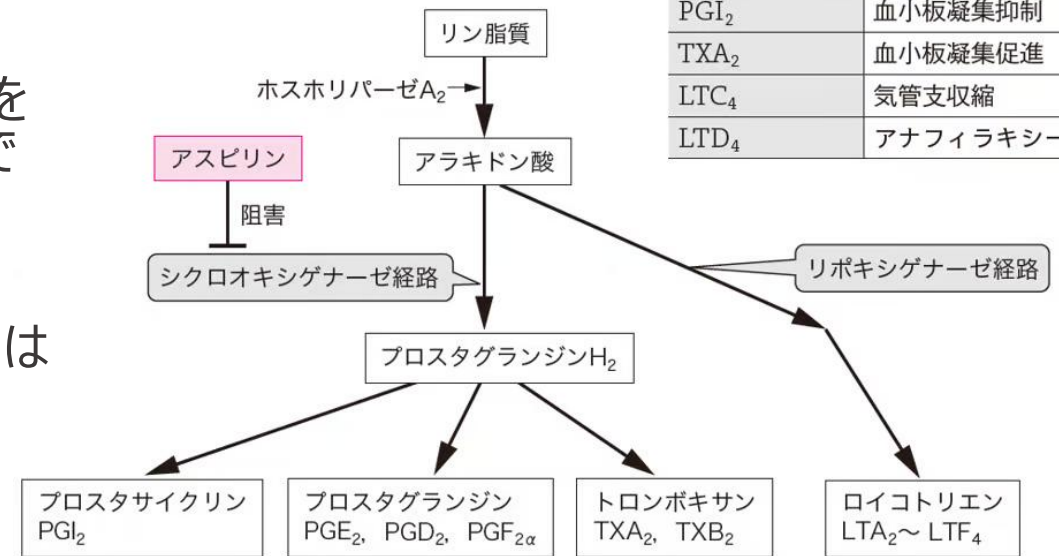 を
で
は
リン脂質
ホスホリパーゼA₂
アスピリン
阻害
アラキドン酸
シクロオキシゲナーゼ経路
リポキシゲナーゼ経路
プロスタグランジンH₂
プロスタサイクリン
PGI₂
プロスタグランジン
PGE₂, PGD₂, PGF₂α
トロンボキサン
TXA₂, TXB₂
ロイコトリエン
LTA₂～LTF₄
PGI₂ 血小板凝集抑制
TXA₂ 血小板凝集促進
LTC₄ 気管支収縮
LTD₄ アナフィラキシー